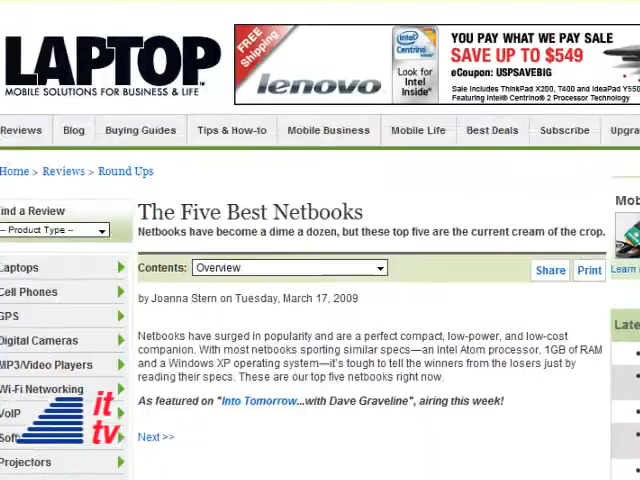 LAPTOP
MOBILE SOLUTIONS FOR BUSINESS & LIFE
FREE Shipping
lenovo
intel Centrino
Look for Intel Inside
YOU PAY WHAT WE PAY SALE
SAVE UP TO $549
eCoupon: USPSAVEBIG
Sale includes ThinkPad X200, T400 and IdeaPad Y550
Featuring Intel® Centrino® 2 Processor Technology
Reviews Blog Buying Guides Tips & How-to Mobile Business Mobile Life Best Deals Subscribe Upgra
Home > Reviews > Round Ups
ind a Review
-- Product Type --
Laptops
Cell Phones
GPS
Digital Cameras
MP3/Video Players
Wi-Fi Networking
VoIP
Soft
Projectors
it
tv
The Five Best Netbooks
Netbooks have become a dime a dozen, but these top five are the current cream of the crop.
Contents: Overview
Share Print
by Joanna Stern on Tuesday, March 17, 2009
Netbooks have surged in popularity and are a perfect compact, low-power, and low-cost
companion. With most netbooks sporting similar specs—an Intel Atom processor, 1GB of RAM
and a Windows XP operating system—it's tough to tell the winners from the losers just by
reading their specs. These are our top five netbooks right now.
As featured on "Into Tomorrow...with Dave Graveline", airing this week!
Next >>
Mob
Learn
Late